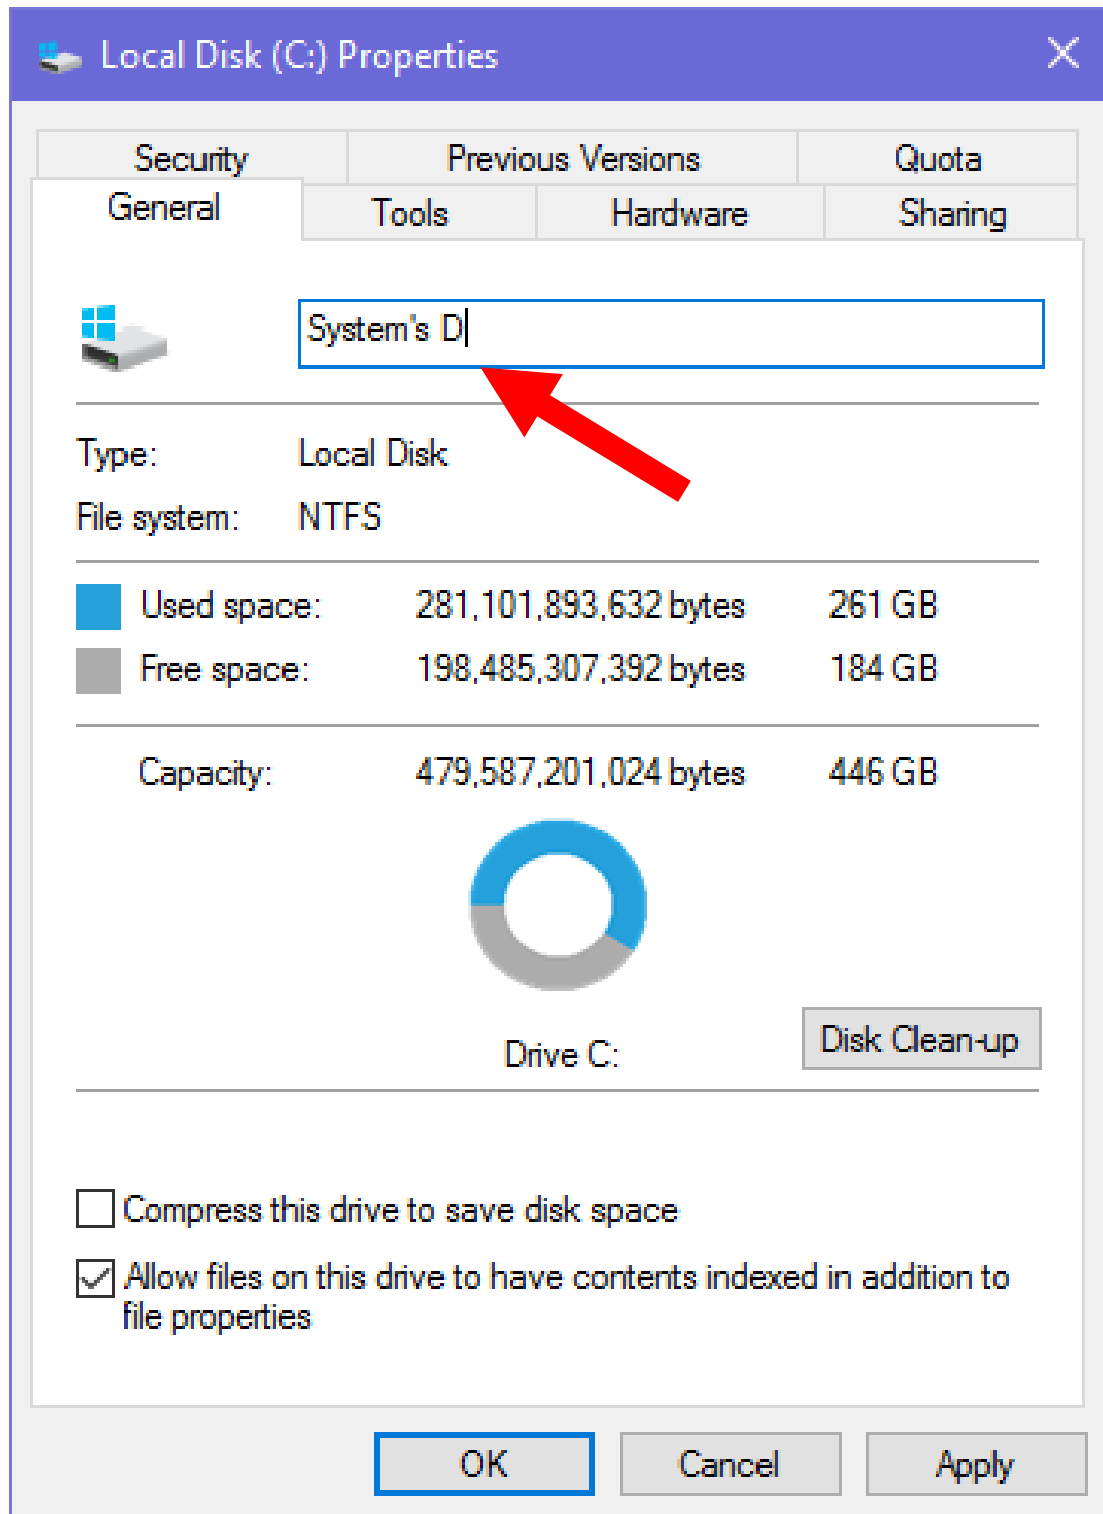 Local Disk (C:) Properties
Security Previous Versions Quota
General Tools Hardware Sharing
System's D
Type: Local Disk
File system: NTFS
Used space: 281,101,893,632 bytes 261 GB
Free space: 198,485,307,392 bytes 184 GB
Capacity: 479,587,201,024 bytes 446 GB
Drive C:
Disk Clean-up
Compress this drive to save disk space
Allow files on this drive to have contents indexed in addition to
file properties
OK Cancel Apply